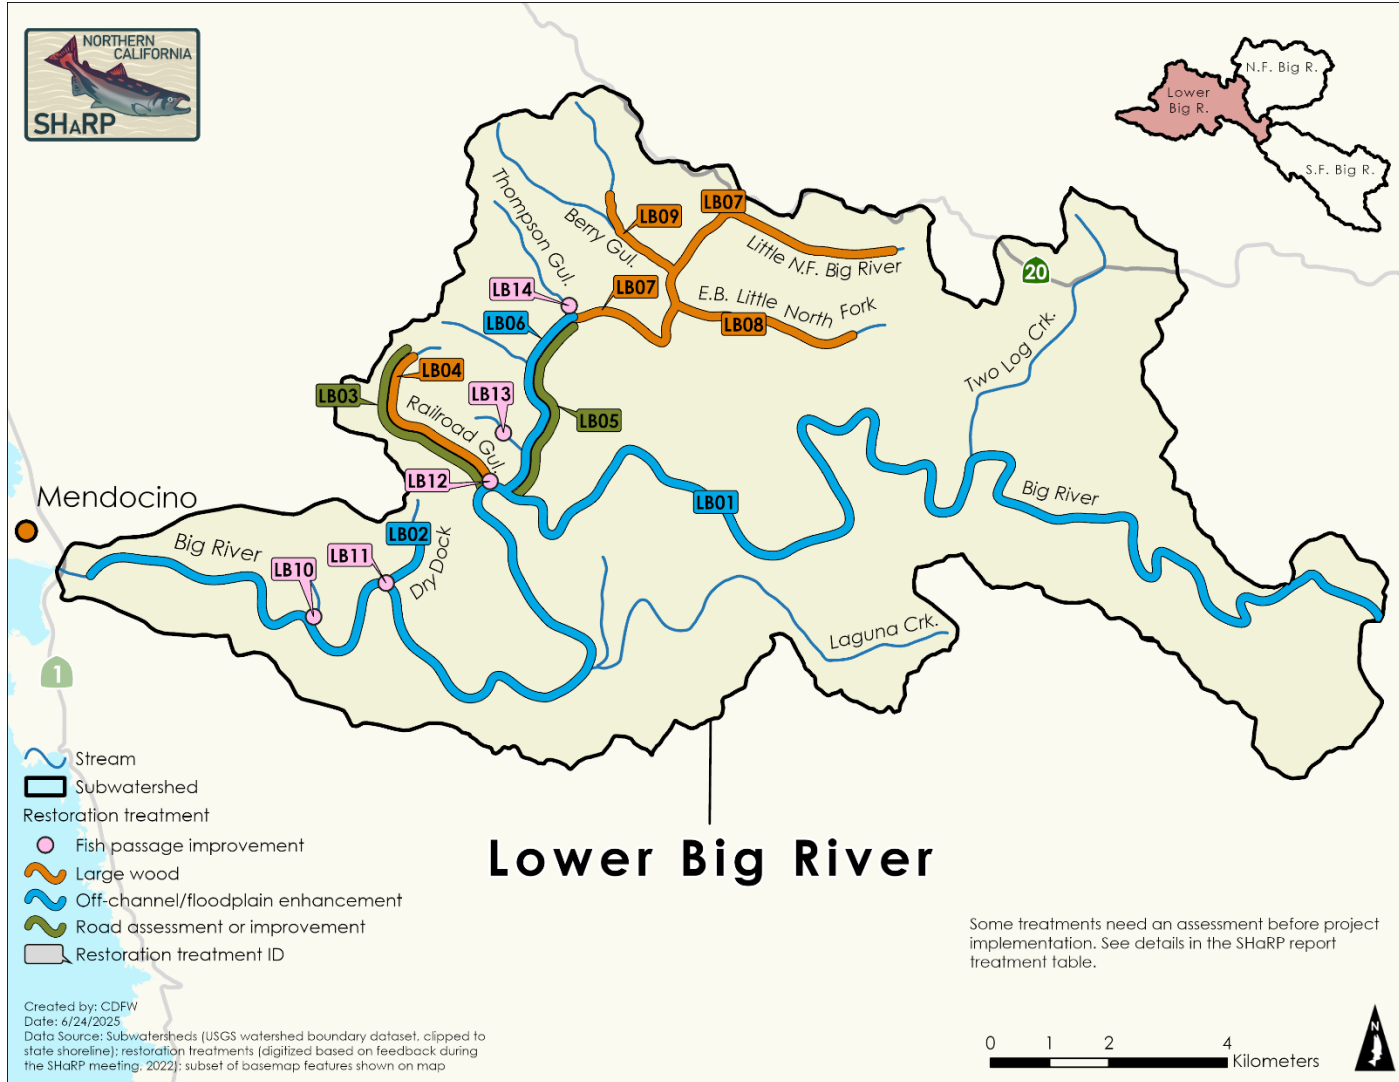 NORTHERN
CALIFORNIA
SHaRP
N.F. Big R.
Lower
Big R.
S.F. Big R.
Thompson Gul.
Berry Gul.
LB09
LB07
Little N.F. Big River
20
LB14
LB07
E.B. Little North Fork
LB06
LB08
Two Log Crk.
LB04
LB03
LB13
Railroad Gul.
LB05
LB12
Mendocino
LB01
Big River
LB02
Big River
LB11
LB10
Dry Dock
Laguna Crk.
1
Stream
Subwatershed
Restoration treatment
Fish passage improvement
Large wood
Off-channel/floodplain enhancement
Road assessment or improvement
Restoration treatment ID
Lower Big River
Some treatments need an assessment before project
implementation. See details in the SHaRP report
treatment table.
Created by: CDFW
Date: 6/24/2025
Data Source: Subwatersheds (USGS watershed boundary dataset, clipped to
state shoreline); restoration treatments (digitized based on feedback during
the SHaRP meeting, 2022); subset of basemap features shown on map
0 1 2 4
Kilometers
N